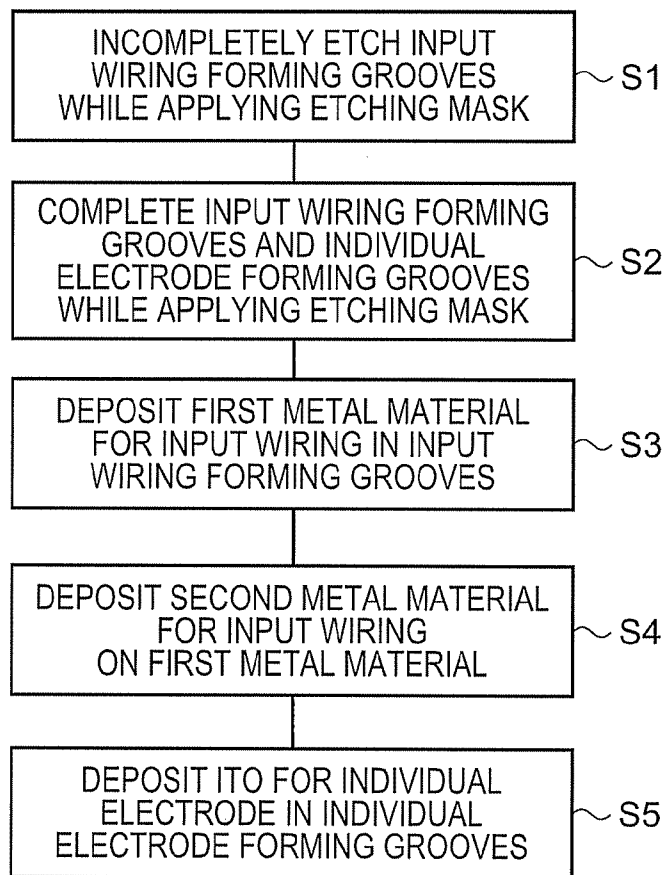 INCOMPLETELY ETCH INPUT
WIRING FORMING GROOVES
WHILE APPLYING ETCHING MASK
S1
COMPLETE INPUT WIRING FORMING
GROOVES AND INDIVIDUAL
ELECTRODE FORMING GROOVES
WHILE APPLYING ETCHING MASK
S2
DEPOSIT FIRST METAL MATERIAL
FOR INPUT WIRING IN INPUT
WIRING FORMING GROOVES
S3
DEPOSIT SECOND METAL MATERIAL
FOR INPUT WIRING
ON FIRST METAL MATERIAL
S4
DEPOSIT ITO FOR INDIVIDUAL
ELECTRODE IN INDIVIDUAL
ELECTRODE FORMING GROOVES
S5